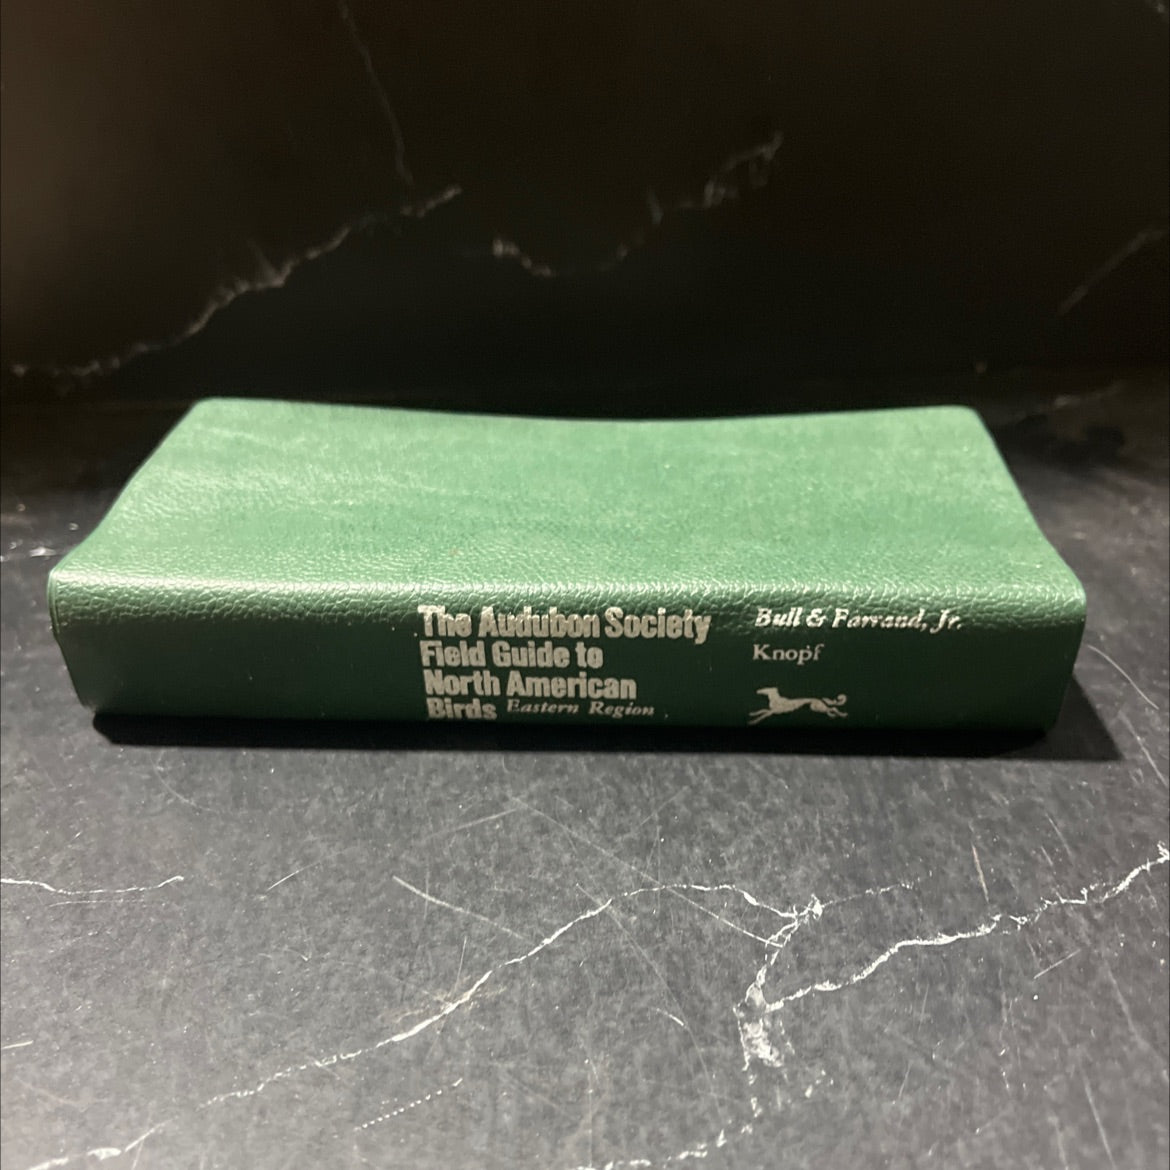 The Audubon Society
Field Guide to
North American
Birds Eastern Region
Bull & Farrand, Jr.
Knopf